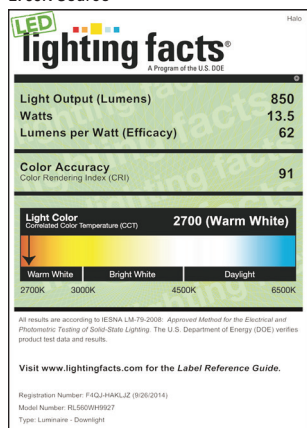 Halo
LED
lighting facts®
A Program of the U.S. DOE
Light Output (Lumens) 850
Watts 13.5
Lumens per Watt (Efficacy) 62
Color Accuracy 91
Color Rendering Index (CRI)
Light Color 2700 (Warm White)
Correlated Color Temperature (CCT)
Warm White Bright White Daylight
2700K 3000K 4500K 6500K
All results are according to IESNA LM-79-2008: Approved Method for the Electrical and
Photometric Testing of Solid-State Lighting. The U.S. Department of Energy (DOE) verifies
product test data and results.
Visit www.lightingfacts.com for the Label Reference Guide.
Registration Number: F4QJ-HAKLJZ (9/26/2014)
Model Number: RL560WH9927
Type: Luminaire - Downlight